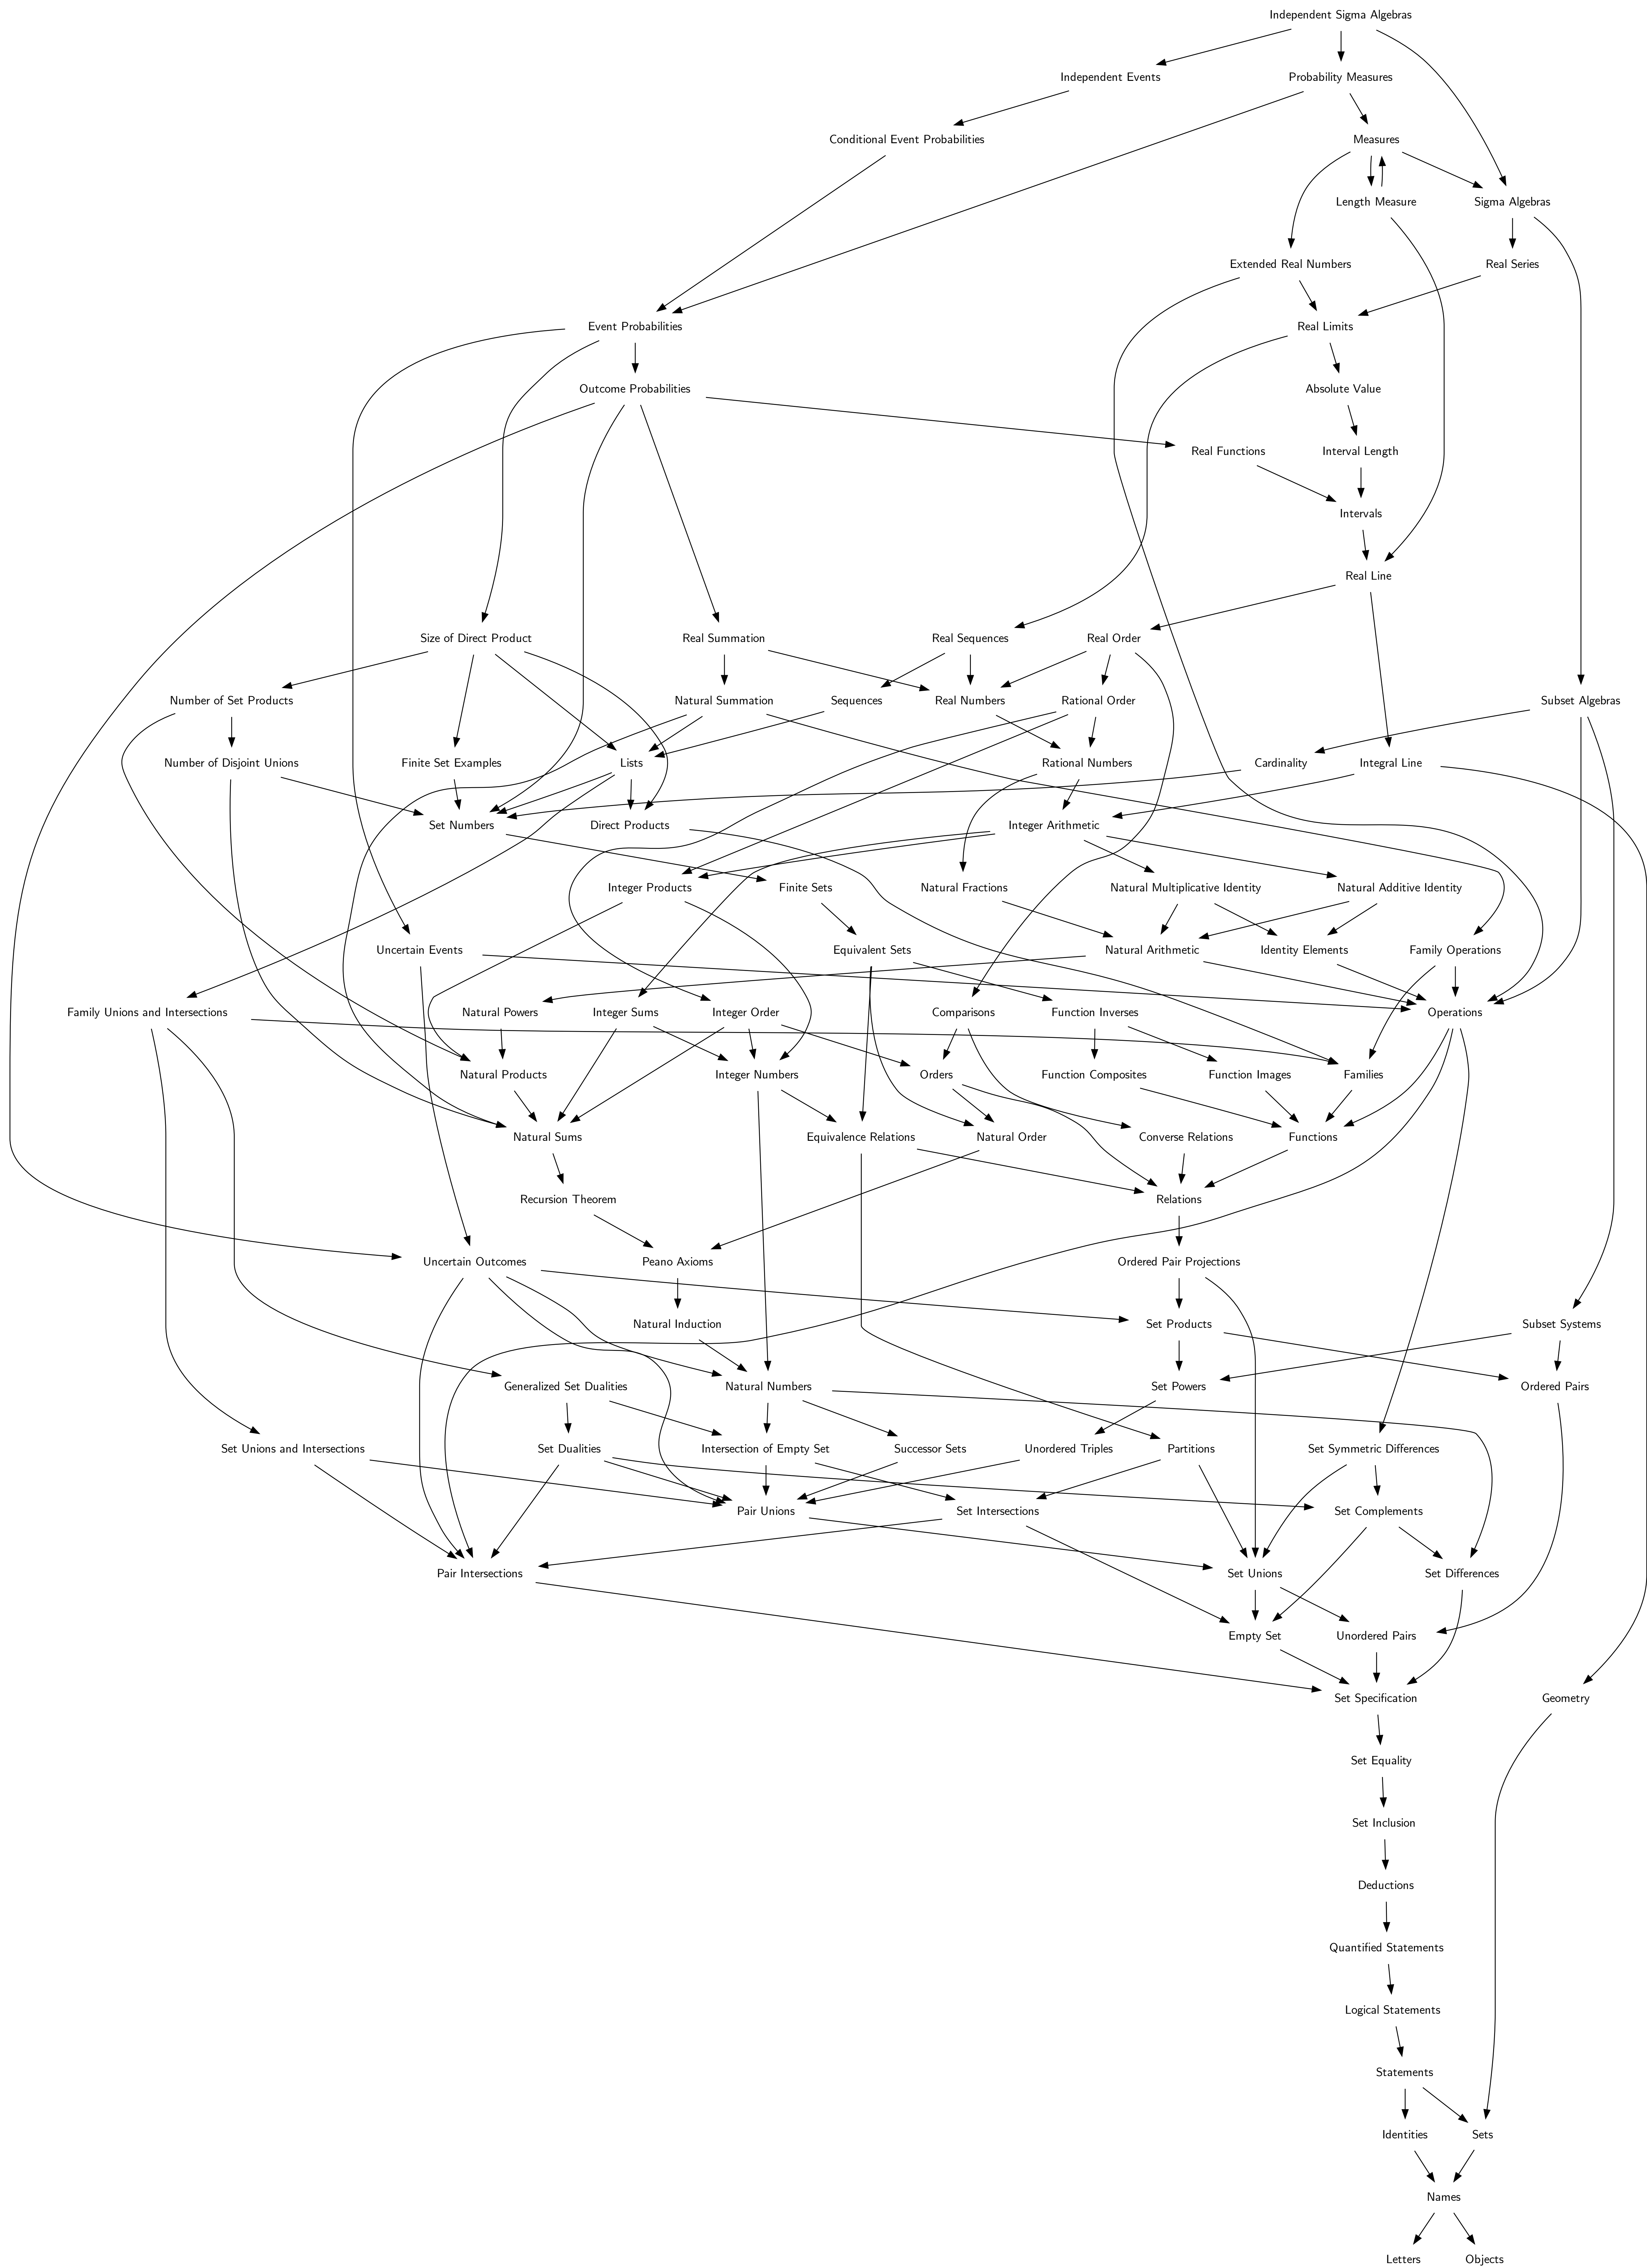 Independent Sigma Algebras
Independent Events
Probability Measures
Conditional Event Probabilities
Measures
Length Measure
Sigma Algebras
Extended Real Numbers
Real Series
Event Probabilities
Real Limits
Outcome Probabilities
Absolute Value
Real Functions
Interval Length
Intervals
Real Line
Size of Direct Product
Real Summation
Real Sequences
Real Order
Number of Set Products
Natural Summation
Sequences
Real Numbers
Rational Order
Subset Algebras
Number of Disjoint Unions
Finite Set Examples
Lists
Rational Numbers
Cardinality
Integral Line
Set Numbers
Direct Products
Integer Arithmetic
Integer Products
Finite Sets
Natural Fractions
Natural Multiplicative Identity
Natural Additive Identity
Uncertain Events
Equivalent Sets
Natural Arithmetic
Identity Elements
Family Operations
Family Unions and Intersections
Natural Powers
Integer Sums
Integer Order
Comparisons
Function Inverses
Operations
Natural Products
Integer Numbers
Orders
Function Composites
Function Images
Families
Natural Sums
Equivalence Relations
Natural Order
Converse Relations
Functions
Recursion Theorem
Relations
Uncertain Outcomes
Peano Axioms
Ordered Pair Projections
Natural Induction
Set Products
Subset Systems
Generalized Set Dualities
Natural Numbers
Set Powers
Ordered Pairs
Set Unions and Intersections
Set Dualities
Intersection of Empty Set
Successor Sets
Unordered Triples
Partitions
Set Symmetric Differences
Pair Unions
Set Intersections
Set Complements
Pair Intersections
Set Unions
Set Differences
Empty Set
Unordered Pairs
Set Specification
Geometry
Set Equality
Set Inclusion
Deductions
Quantified Statements
Logical Statements
Statements
Identities
Sets
Names
Letters
Objects